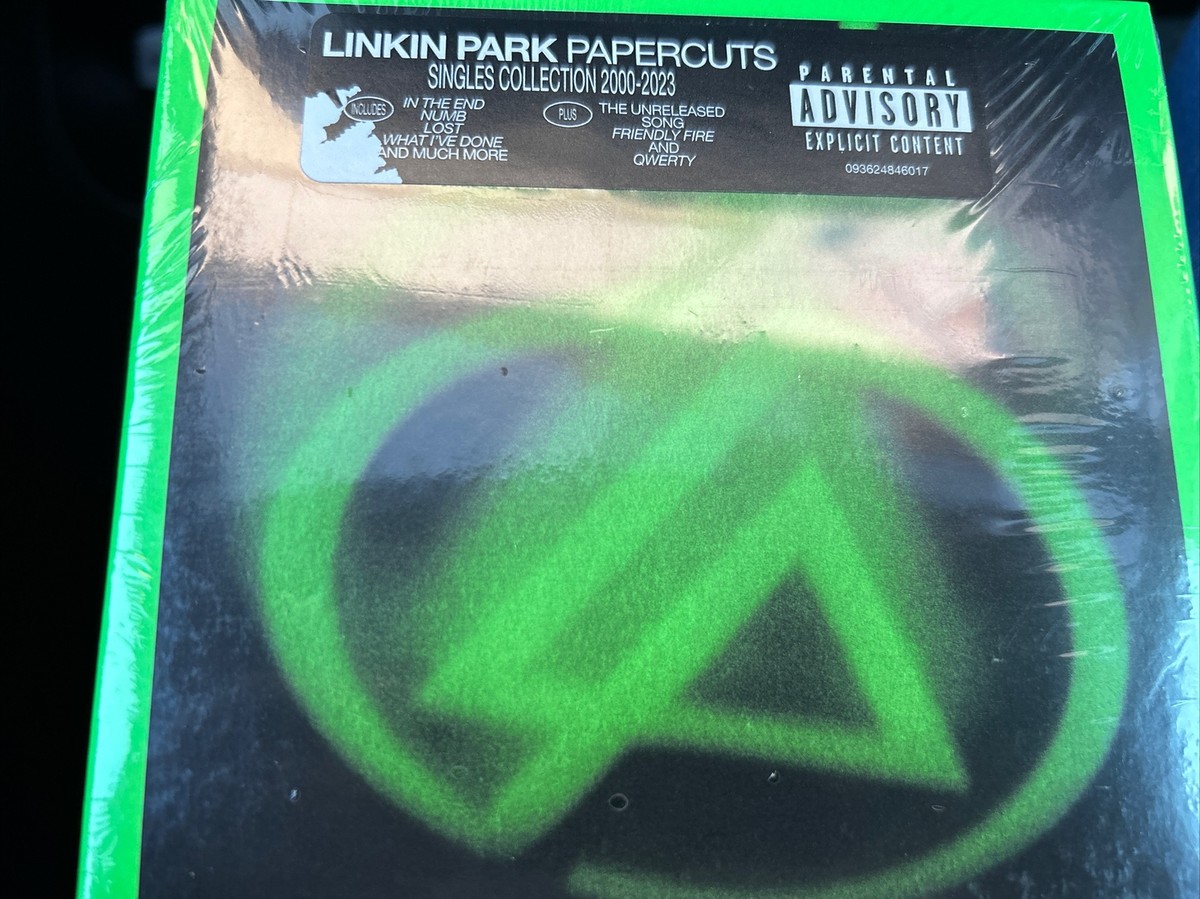 LINKIN PARK PAPERCUTS
SINGLES COLLECTION 2000-2023
INCLUDES
IN THE END
NUMB
LOST
WHAT I'VE DONE
AND MUCH MORE
PLUS
THE UNRELEASED
SONG
FRIENDLY FIRE
AND
QWERTY
PARENTAL
ADVISORY
EXPLICIT CONTENT
093624846017